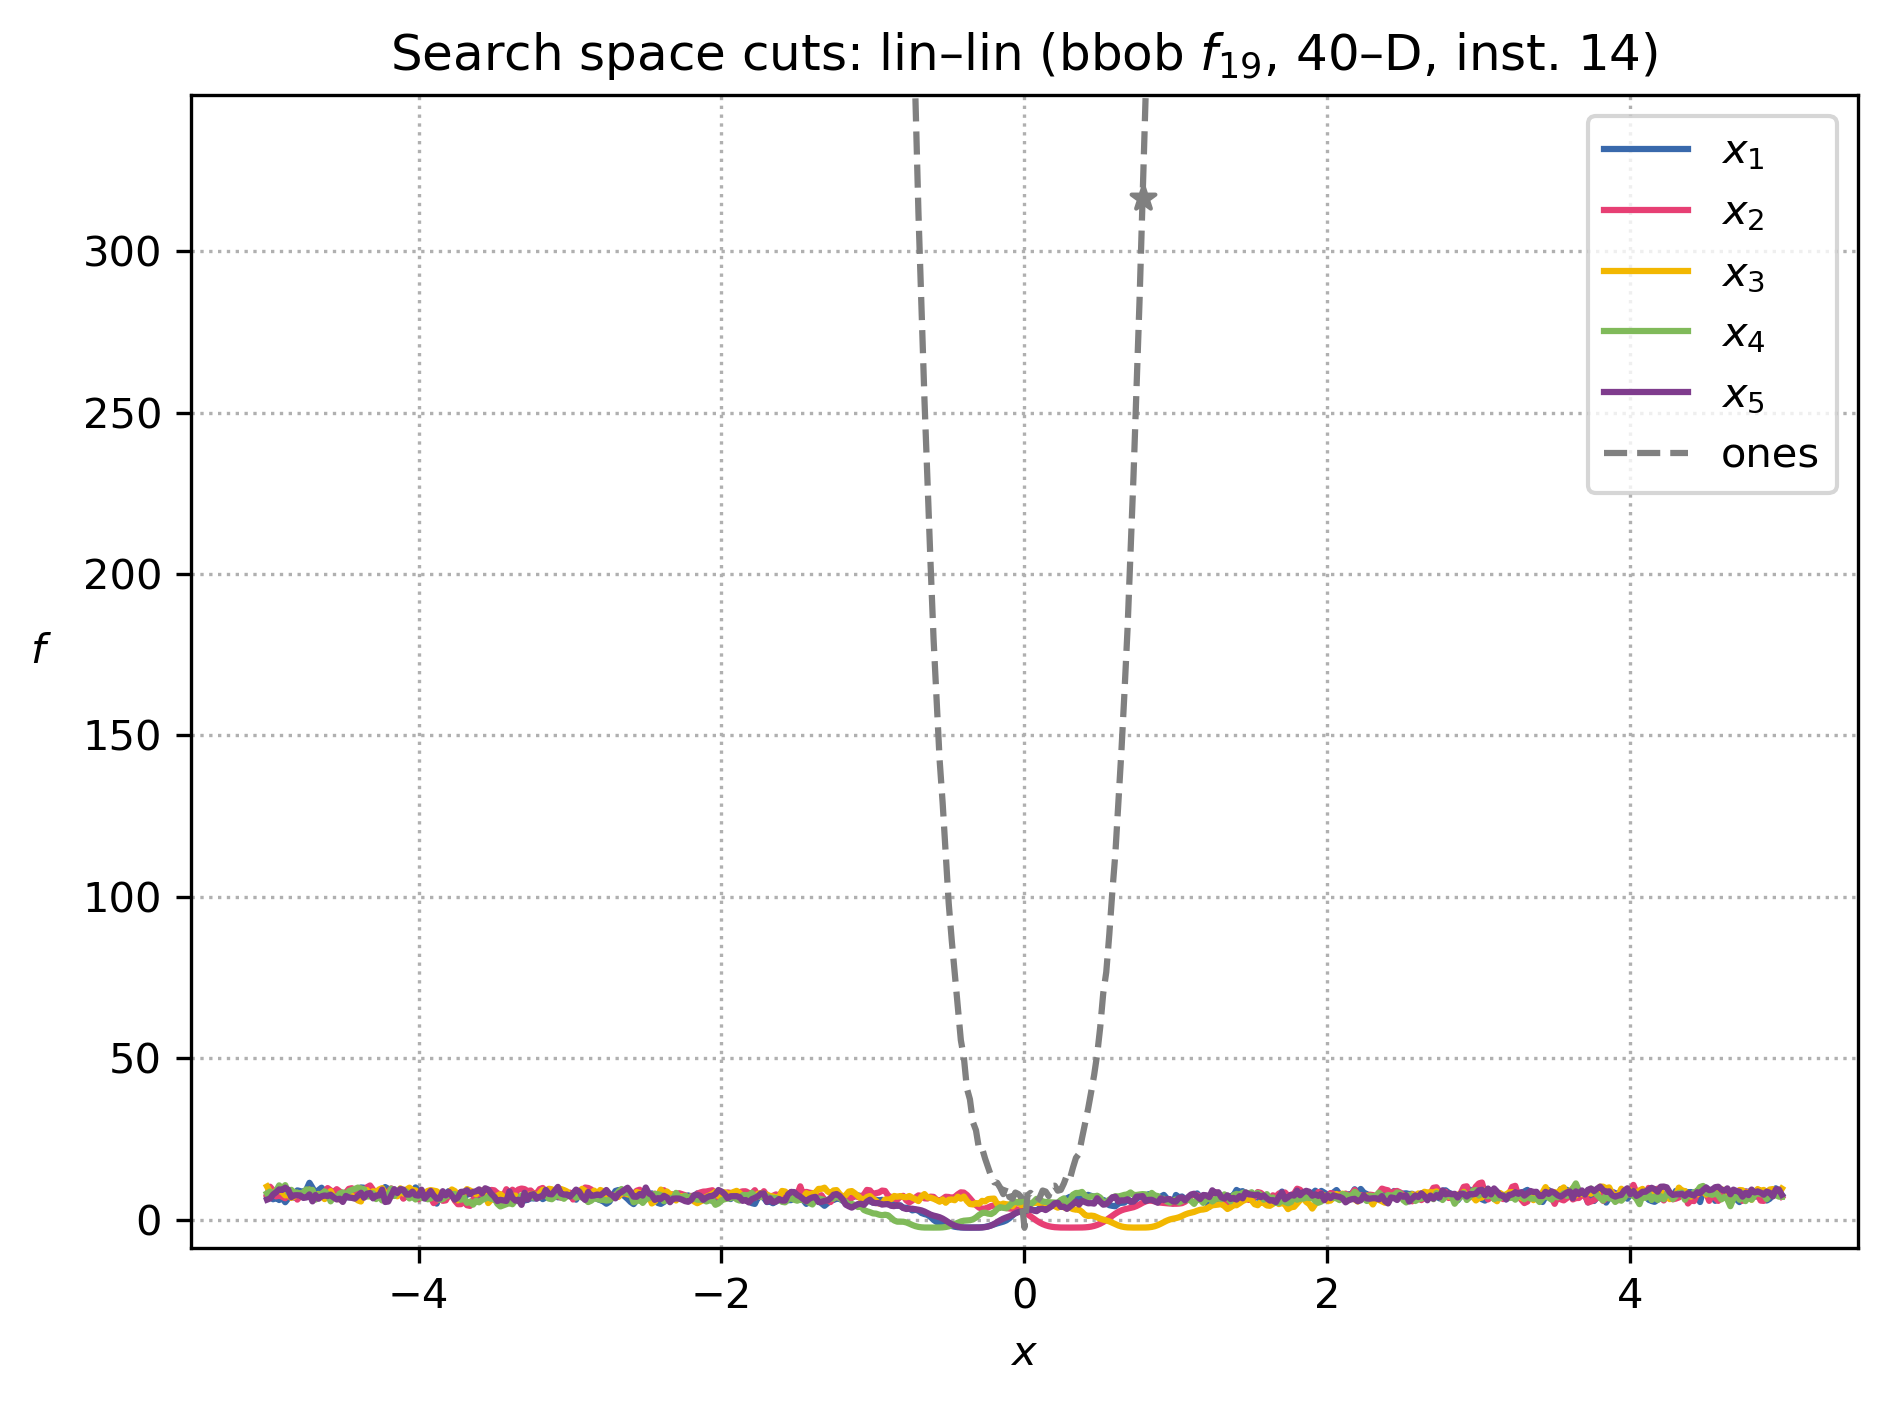 Search space cuts: lin–lin (bbob f₁₉, 40–D, inst. 14)
x₁
x₂
x₃
x₄
x₅
ones
300
250
200
150
100
50
0
f
−4
−2
0
2
4
x